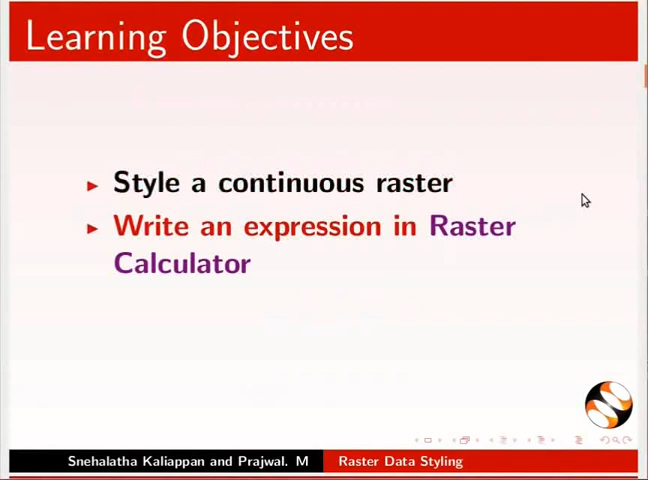 Learning Objectives
Style a continuous raster
Write an expression in Raster
Calculator
Snehalatha Kaliappan and Prajwal. M
Raster Data Styling